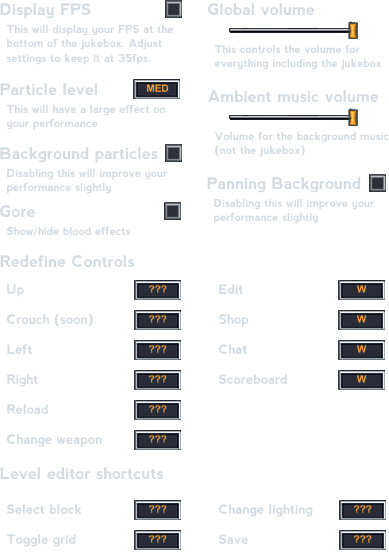 Display FPS
This will display your FPS at the
bottom of the jukebox. Adjust
settings to keep it at 35fps.
Particle level MED
This will have a large effect on
your performance
Background particles
Disabling this will improve your
performance slightly
Gore
Show/hide blood effects
Global volume
This controls the volume for
everything including the jukebox
Ambient music volume
Volume for the background music
(not the jukebox)
Panning Background
Disabling this will improve your
performance slightly
Redefine Controls
Up ???
Crouch (soon) ???
Left ???
Right ???
Reload ???
Change weapon ???
Edit W
Shop W
Chat W
Scoreboard W
Level editor shortcuts
Select block ???
Toggle grid ???
Change lighting ???
Save ???